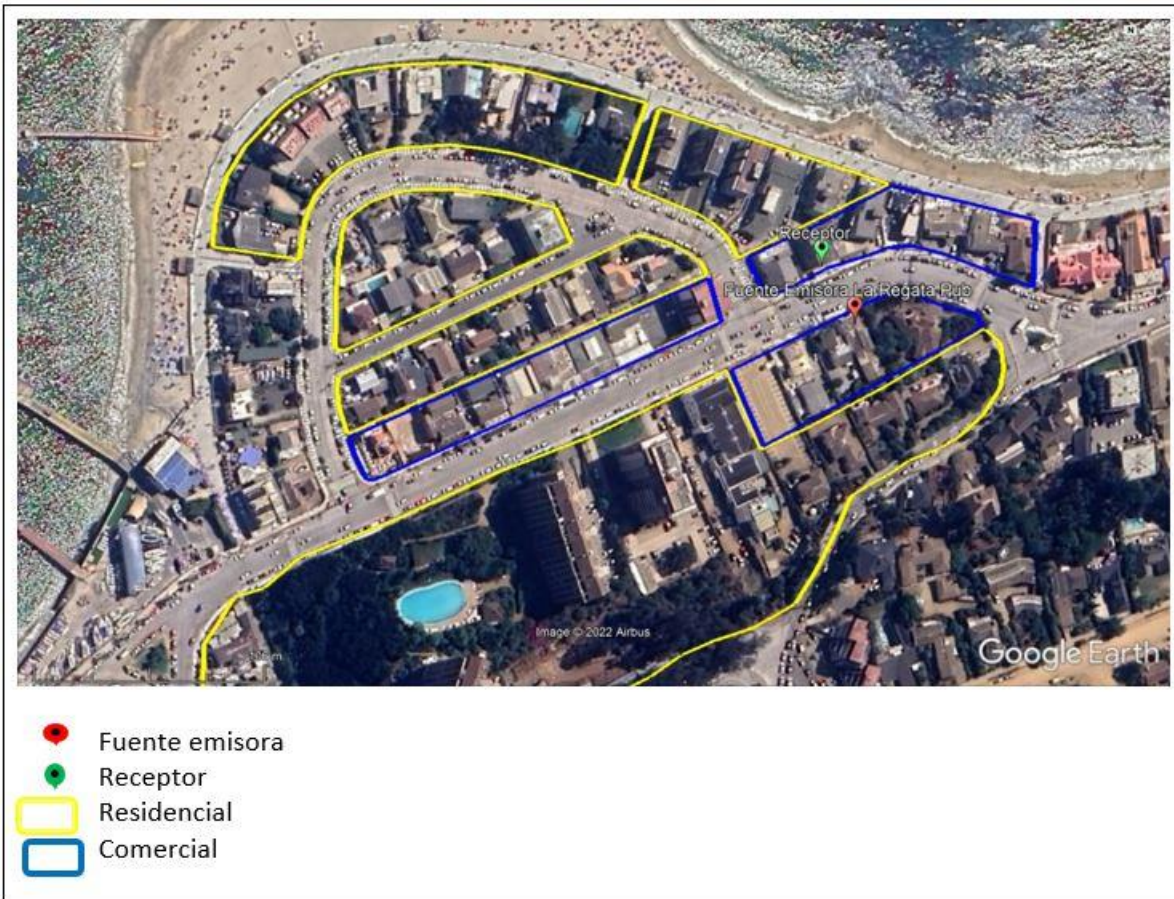 N
Receptor
Fuente Emisora La Regata Pub
Image © 2022 Airbus
Google Earth
Fuente emisora
Receptor
Residencial
Comercial